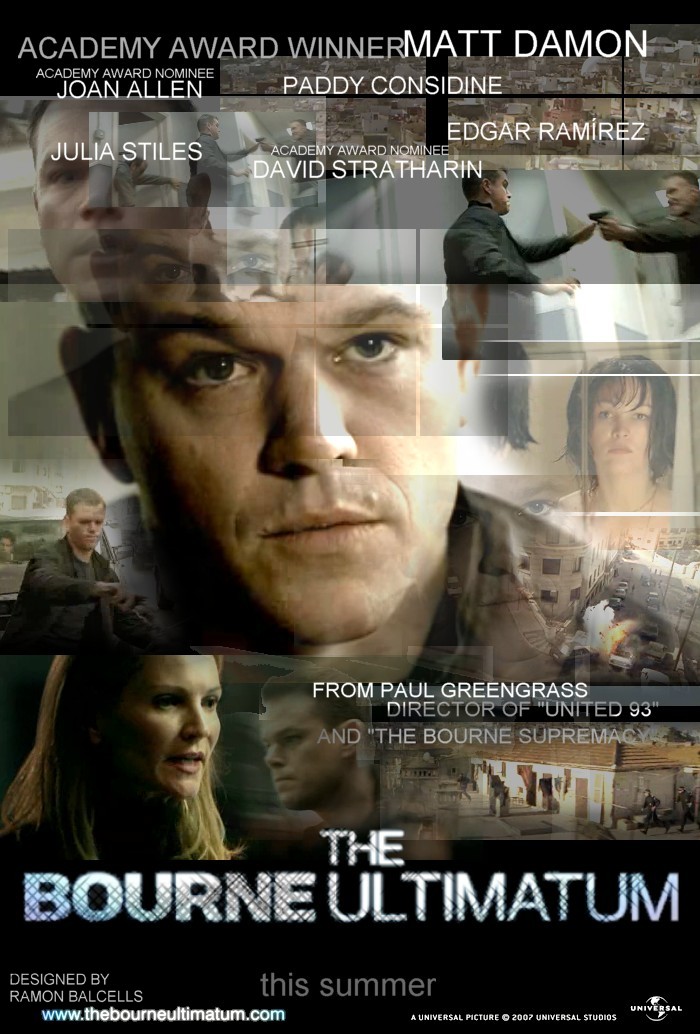 ACADEMY AWARD WINNER MATT DAMON
ACADEMY AWARD NOMINEE
JOAN ALLEN
PADDY CONSIDINE
EDGAR RAMÍREZ
JULIA STILES
ACADEMY AWARD NOMINEE
DAVID STRATHARIN
FROM PAUL GREENGRASS
DIRECTOR OF "UNITED 93"
AND "THE BOURNE SUPREMACY"
THE
BOURNE ULTIMATUM
DESIGNED BY
RAMON BALCELLS
this summer
www.thebourneultimatum.com
A UNIVERSAL PICTURE © 2007 UNIVERSAL STUDIOS
UNIVERSAL